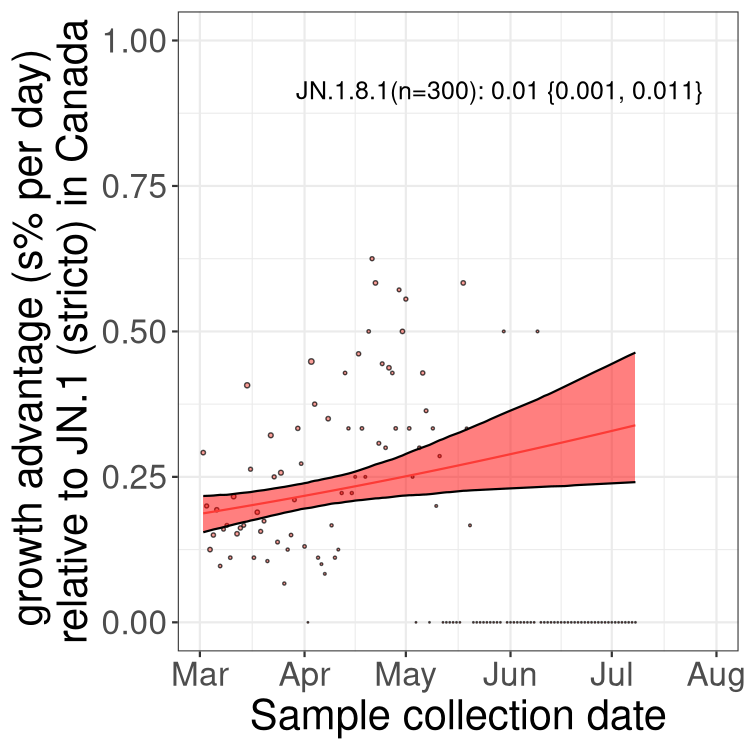 growth advantage (s% per day)
relative to JN.1 (stricto) in Canada
1.00
0.75
0.50
0.25
0.00
JN.1.8.1(n=300): 0.01 {0.001, 0.011}
Mar Apr May Jun Jul Aug
Sample collection date